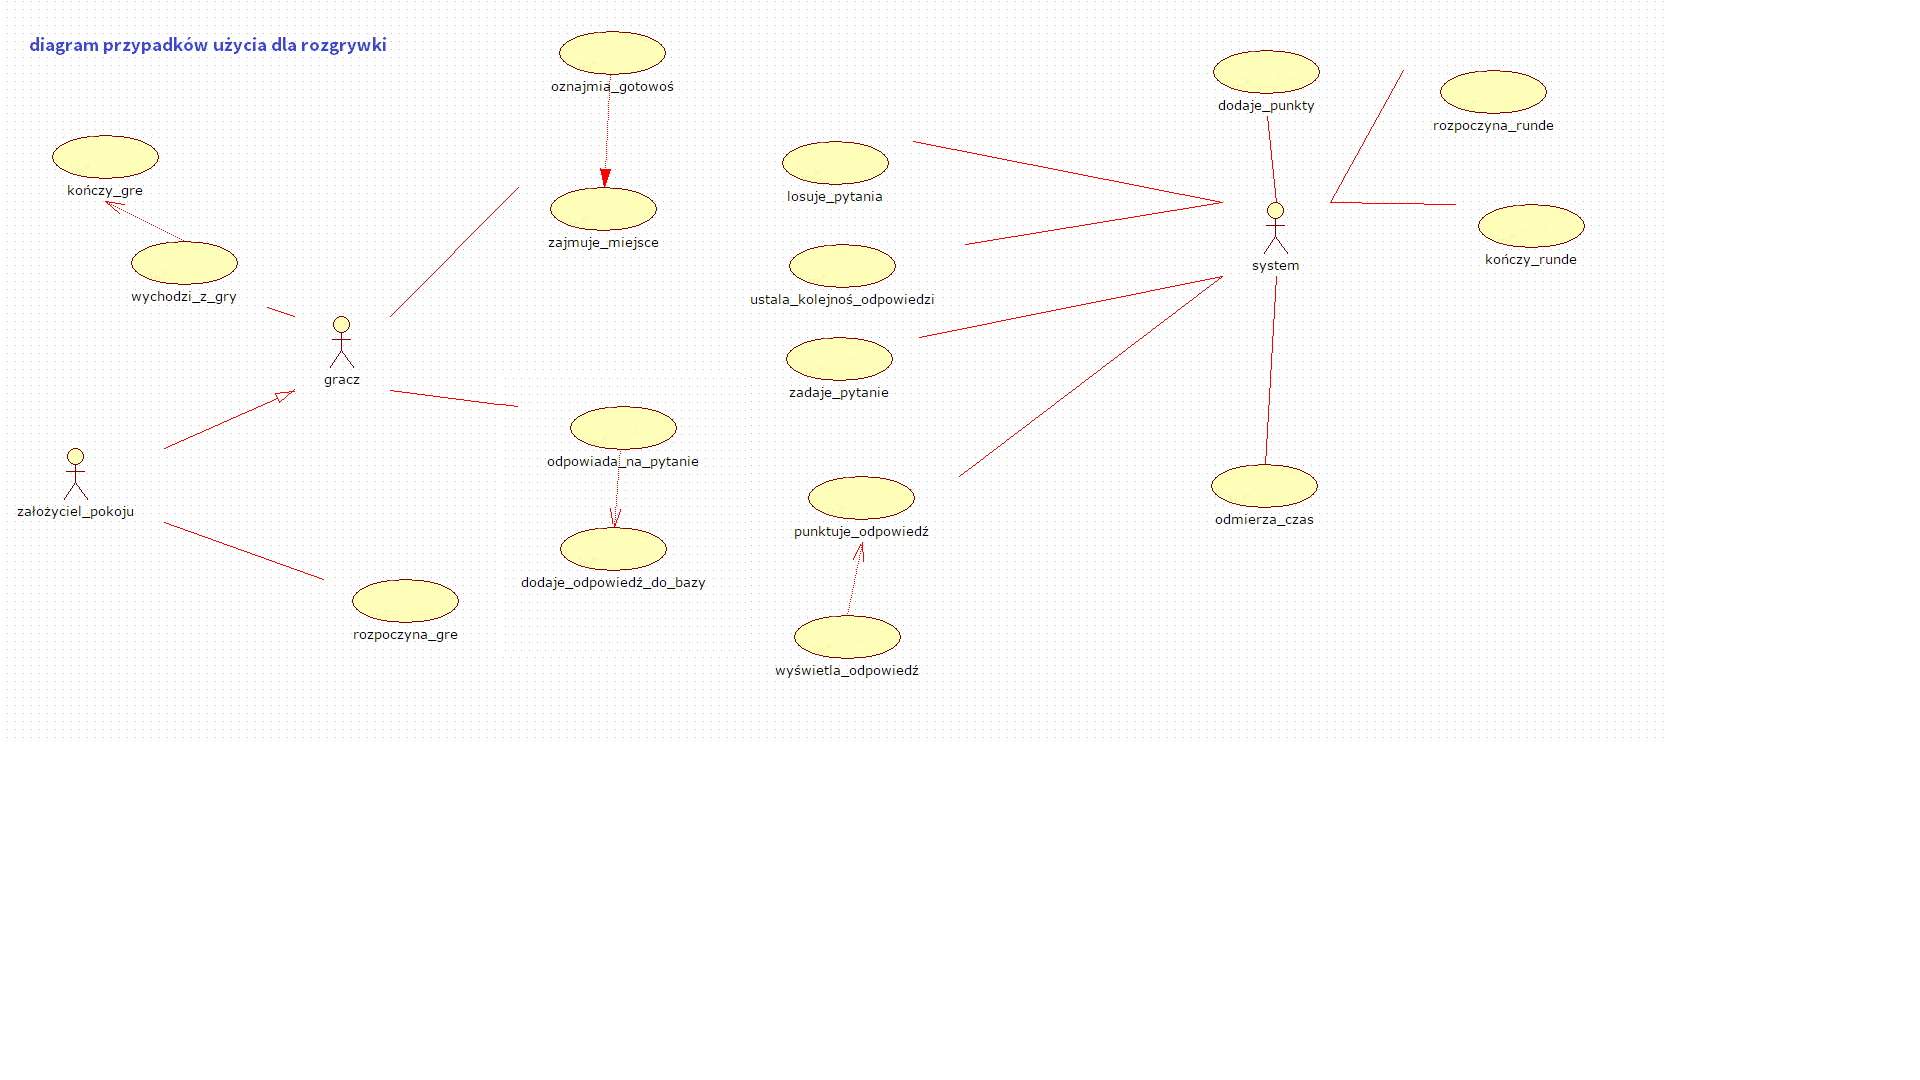 diagram przypadków użycia dla rozgrywki
oznajmia_gotowoś
dodaje_punkty
rozpoczyna_runde
kończy_gre
losuje_pytania
zajmuje_miejsce
system
kończy_runde
wychodzi_z_gry
ustala_kolejnoś_odpowiedzi
gracz
zadaje_pytanie
odpowiada_na_pytanie
założyciel_pokoju
punktuje_odpowiedź
odmierza_czas
dodaje_odpowiedź_do_bazy
rozpoczyna_gre
wyświetla_odpowiedź